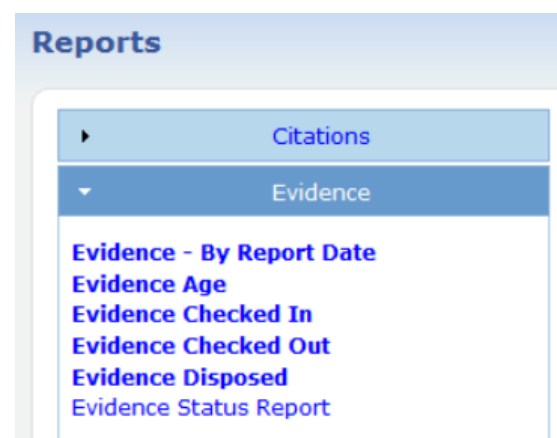 Reports
Citations
Evidence
Evidence - By Report Date
Evidence Age
Evidence Checked In
Evidence Checked Out
Evidence Disposed
Evidence Status Report